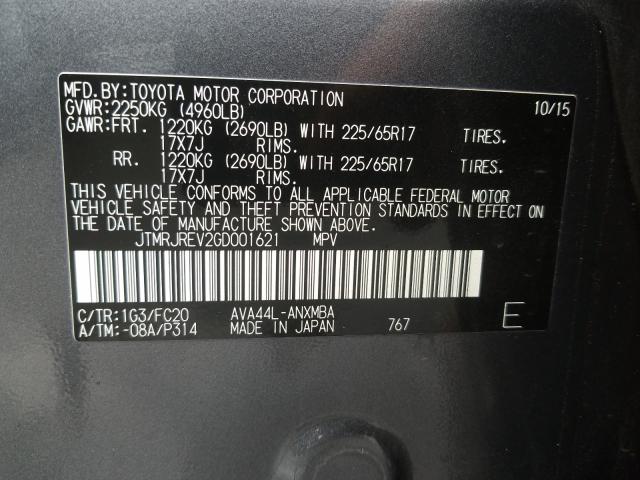 MFD.BY:TOYOTA MOTOR CORPORATION 10/15
GVWR:2250KG (4960LB)
GAWR:FRT. 1220KG (2690LB) WITH 225/65R17 TIRES.
17X7J RIMS.
RR. 1220KG (2690LB) WITH 225/65R17 TIRES.
17X7J RIMS.
THIS VEHICLE CONFORMS TO ALL APPLICABLE FEDERAL MOTOR
VEHICLE SAFETY AND THEFT PREVENTION STANDARDS IN EFFECT ON
THE DATE OF MANUFACTURE SHOWN ABOVE.
JTMRJREV2GD001621 MPV
C/TR:1G3/FC20 AVA44L-ANXMBA
A/TM:-08A/P314 MADE IN JAPAN 767 E